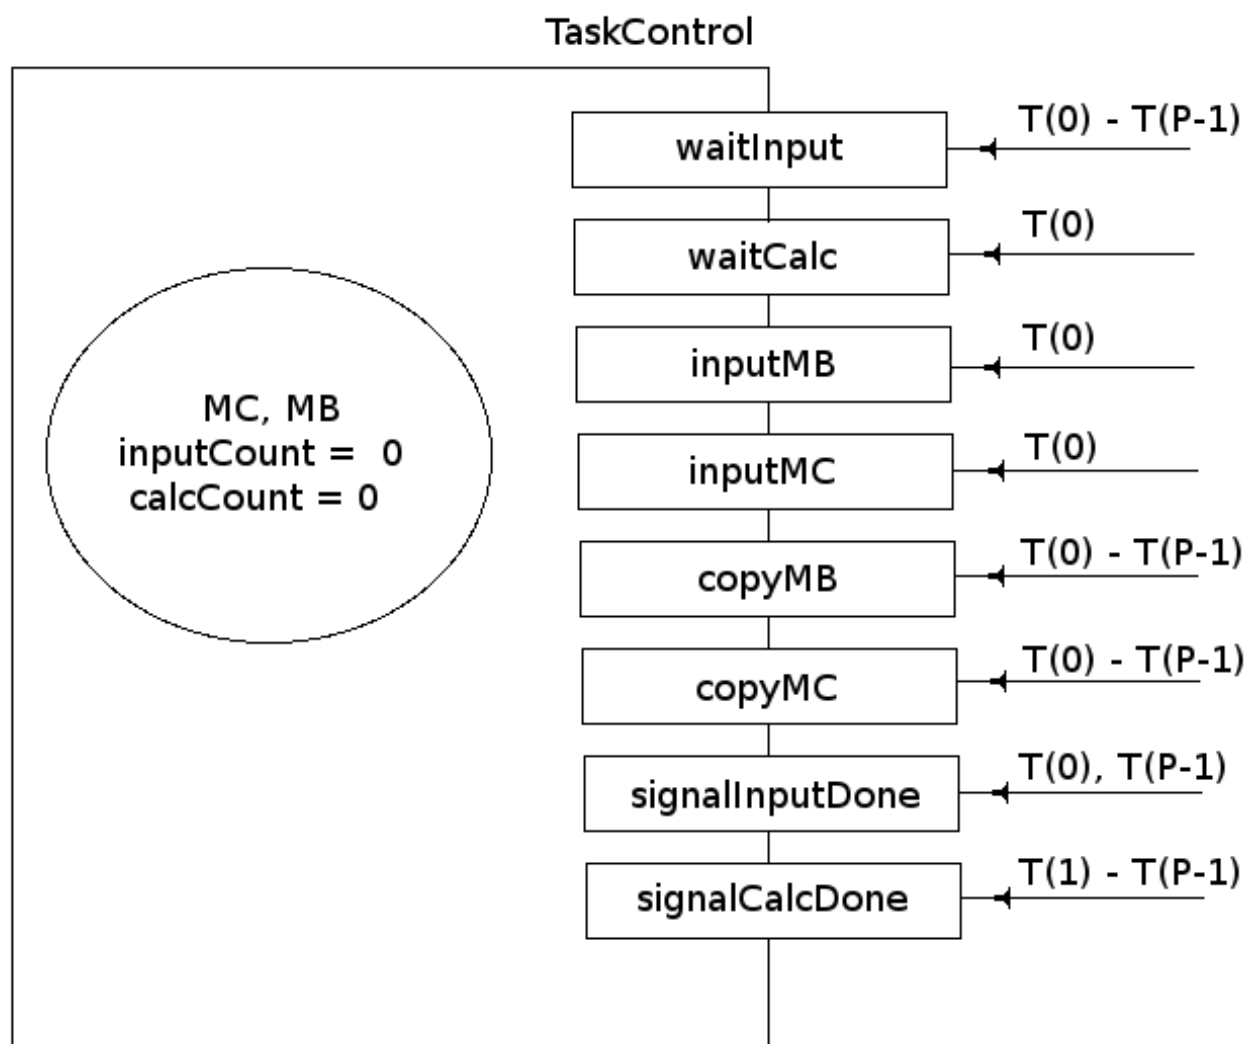 TaskControl
waitInput
T(0) - T(P-1)
waitCalc
T(0)
inputMB
T(0)
MC, MB
inputCount =  0
calcCount = 0
inputMC
T(0)
copyMB
T(0) - T(P-1)
copyMC
T(0) - T(P-1)
signalInputDone
T(0), T(P-1)
signalCalcDone
T(1) - T(P-1)